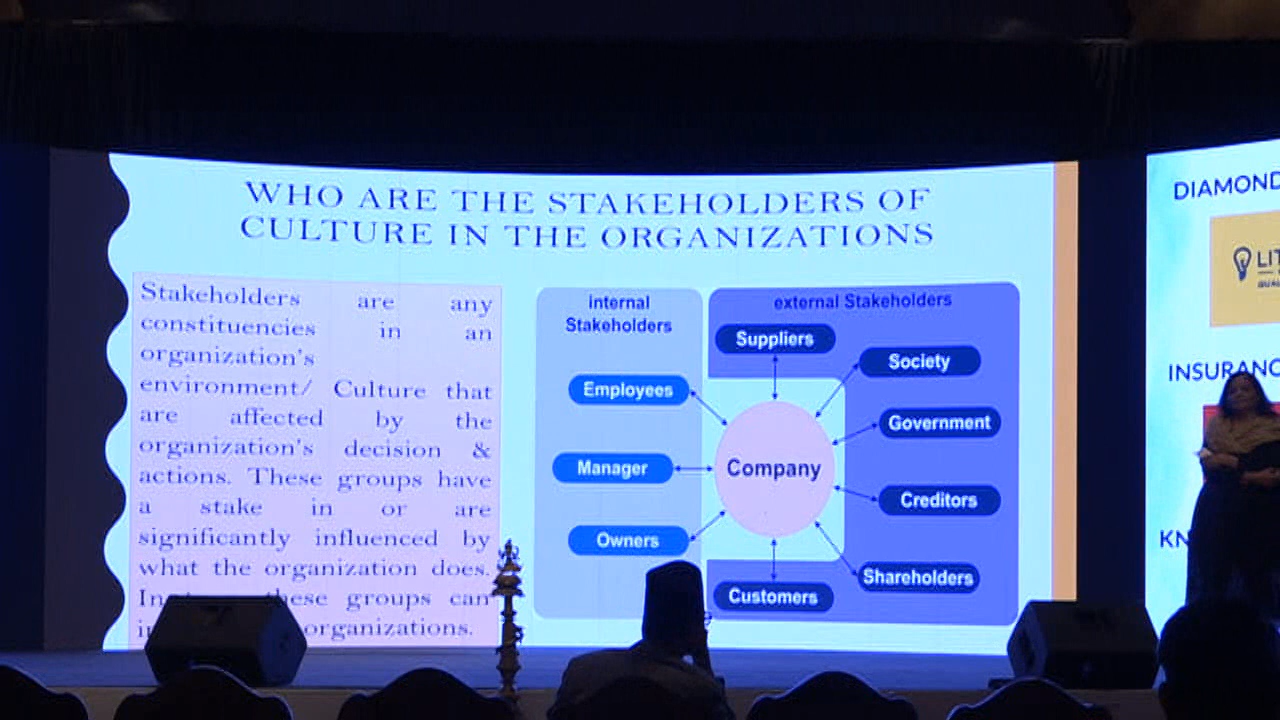 WHO ARE THE STAKEHOLDERS OF
CULTURE IN THE ORGANIZATIONS
Stakeholders are any
constituencies in an
organization's
environment/ Culture that
are affected by the
organization's decision &
actions. These groups have
a stake in or are
significantly influenced by
what the organization does.
these groups can
organizations.
internal
Stakeholders
Employees
Manager
Owners
Company
external Stakeholders
Suppliers
Society
Government
Creditors
Shareholders
Customers
DIAMOND
LIT
INSURANC
KN